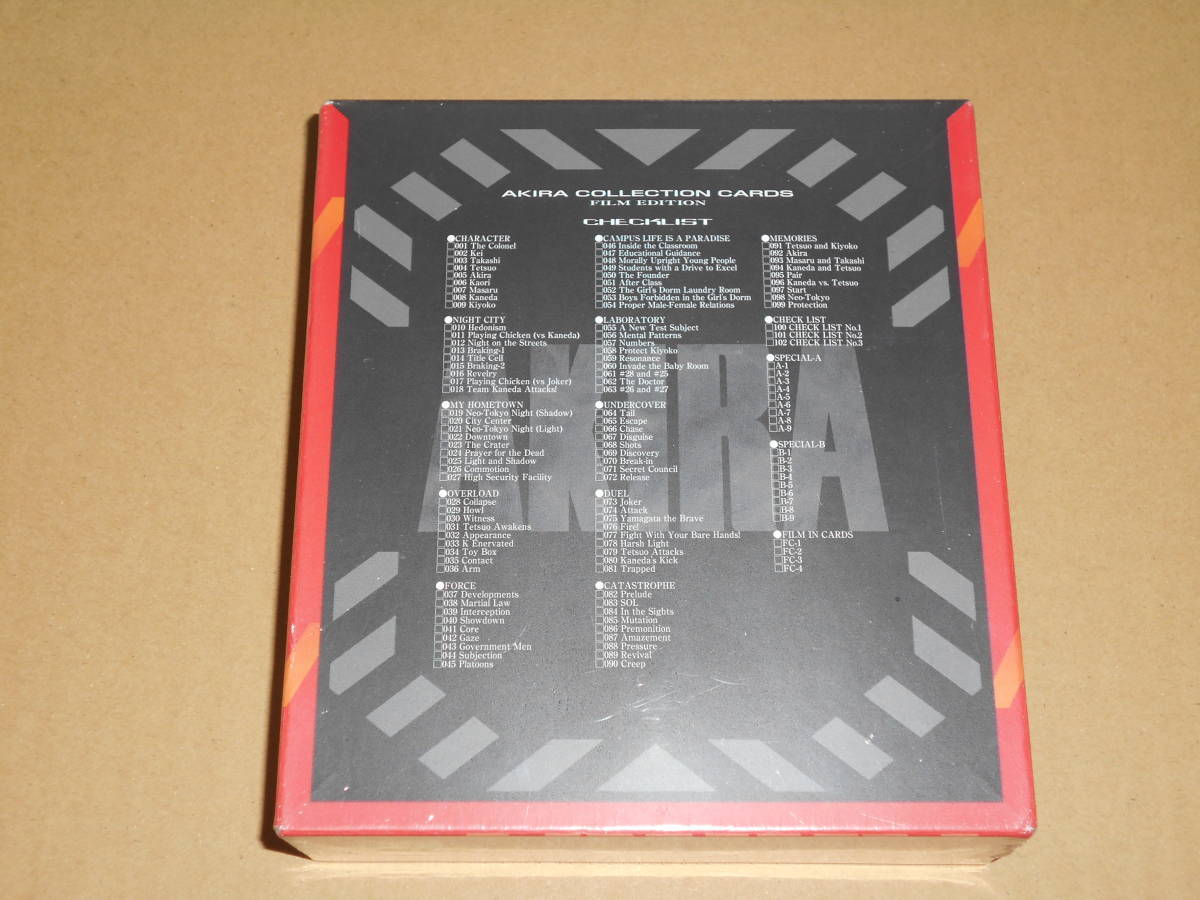 AKIRA COLLECTION CARDS
FILM EDITION
CHECKLIST
●CHARACTER
001 The Colonel
002 Kei
003 Takashi
004 Tetsuo
005 Akira
006 Kaori
007 Masaru
008 Kaneda
009 Kiyoko
●NIGHT CITY
010 Hedonism
011 Playing Chicken (vs Kaneda)
012 Night on the Streets
013 Braking-1
014 Title Cell
015 Braking-2
016 Revelry
017 Playing Chicken (vs Joker)
018 Team Kaneda Attacks!
●MY HOMETOWN
019 Neo-Tokyo Night (Shadow)
020 City Center
021 Neo-Tokyo Night (Light)
022 Downtown
023 The Crater
024 Prayer for the Dead
025 Light and Shadow
026 Commotion
027 High Security Facility
●OVERLOAD
028 Collapse
029 Howl
030 Witness
031 Tetsuo Awakens
032 Appearance
033 K Enervated
034 Toy Box
035 Contact
036 Arm
●FORCE
037 Developments
038 Martial Law
039 Interception
040 Showdown
041 Core
042 Gaze
043 Government Men
044 Subjection
045 Platoons
●CAMPUS LIFE IS A PARADISE
046 Inside the Classroom
047 Educational Guidance
048 Morally Upright Young People
049 Students with a Drive to Excel
050 The Founder
051 After Class
052 The Girl's Dorm Laundry Room
053 Boys Forbidden in the Girl's Dorm
054 Proper Male-Female Relations
●LABORATORY
055 A New Test Subject
056 Mental Patterns
057 Numbers
058 Protect Kiyoko
059 Resonance
060 Invade the Baby Room
061 #28 and #25
062 The Doctor
063 #26 and #27
●UNDERCOVER
064 Tail
065 Escape
066 Chase
067 Disguise
068 Shots
069 Discovery
070 Break-in
071 Secret Council
072 Release
●DUEL
073 Joker
074 Attack
075 Yamagata the Brave
076 Fire!
077 Fight With Your Bare Hands!
078 Harsh Light
079 Tetsuo Attacks
080 Kaneda's Kick
081 Trapped
●CATASTROPHE
082 Prelude
083 SOL
084 In the Sights
085 Mutation
086 Premonition
087 Amazement
088 Pressure
089 Revival
090 Creep
●MEMORIES
091 Tetsuo and Kiyoko
092 Akira
093 Masaru and Takashi
094 Kaneda and Tetsuo
095 Pair
096 Kaneda vs. Tetsuo
097 Start
098 Neo-Tokyo
099 Protection
●CHECK LIST
100 CHECK LIST No.1
101 CHECK LIST No.2
102 CHECK LIST No.3
●SPECIAL-A
A-1
A-2
A-3
A-4
A-5
A-6
A-7
A-8
A-9
●SPECIAL-B
B-1
B-2
B-3
B-4
B-5
B-6
B-7
B-8
B-9
●FILM IN CARDS
FC-1
FC-2
FC-3
FC-4
AKIRA